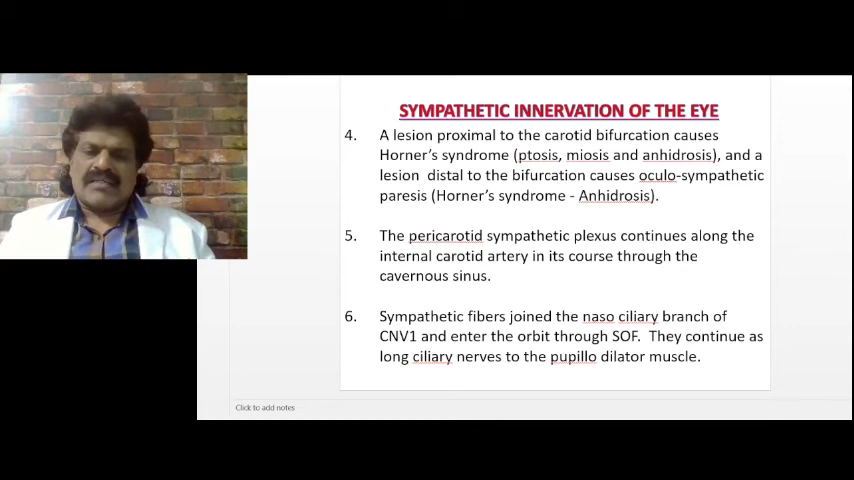 SYMPATHETIC INNERVATION OF THE EYE
4. A lesion proximal to the carotid bifurcation causes
Horner's syndrome (ptosis, miosis and anhidrosis), and a
lesion distal to the bifurcation causes oculo-sympathetic
paresis (Horner's syndrome - Anhidrosis).
5. The pericarotid sympathetic plexus continues along the
internal carotid artery in its course through the
cavernous sinus.
6. Sympathetic fibers joined the naso ciliary branch of
CNV1 and enter the orbit through SOF. They continue as
long ciliary nerves to the pupillo dilator muscle.
Click to add notes